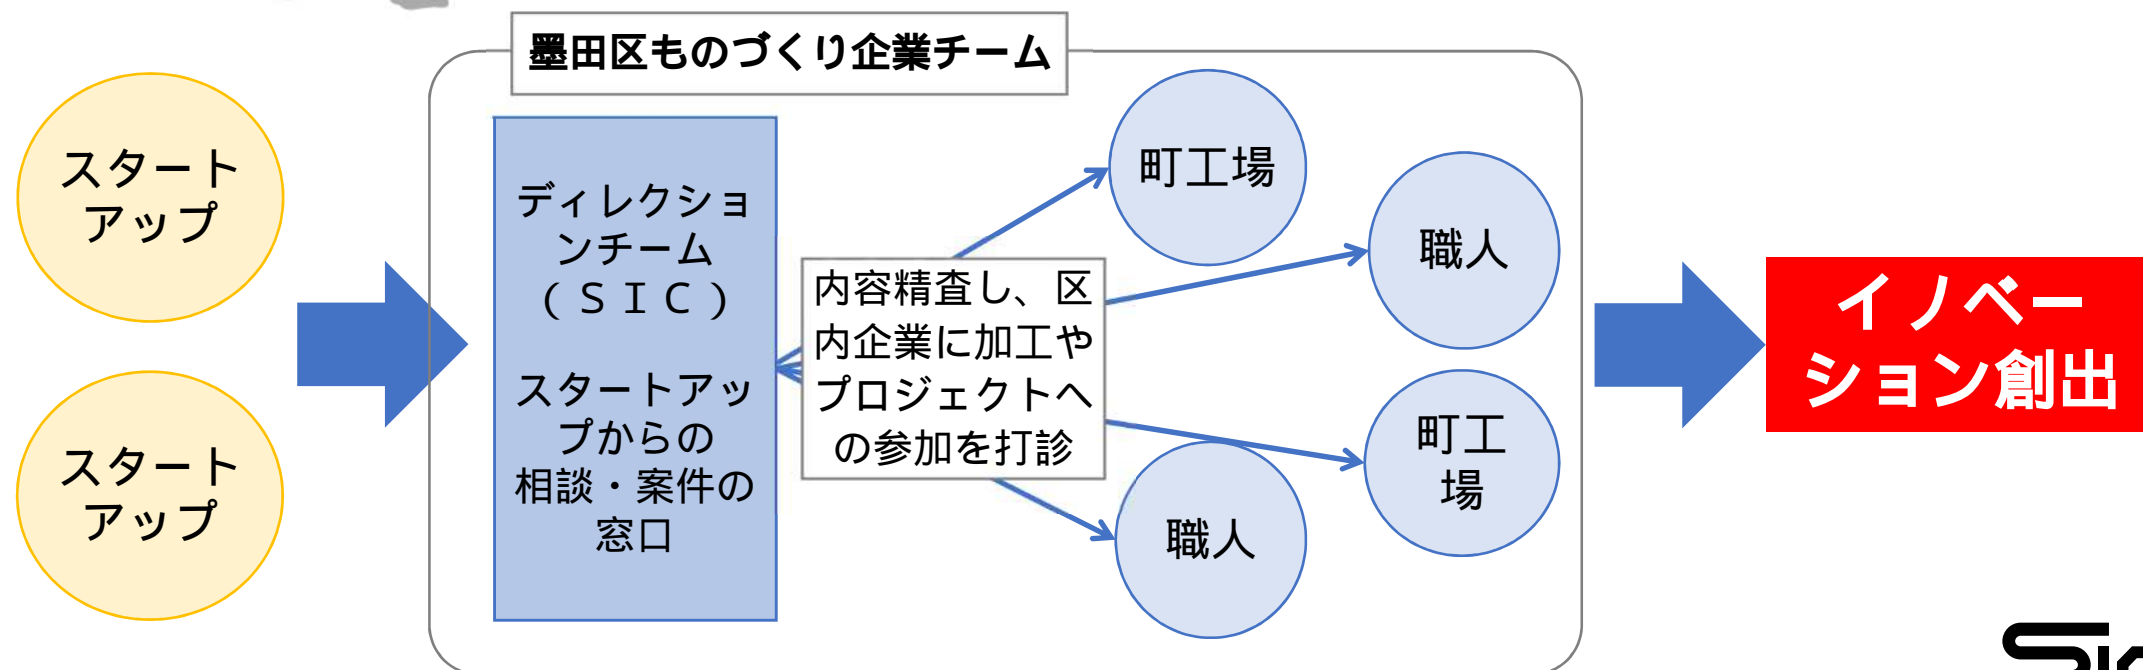 墨田区ものづくり企業チーム
スタート
アップ
スタート
アップ
ディレクショ
ンチーム
(ＳＩＣ)
スタートアッ
プからの
相談・案件の
窓口
内容精査し、区
内企業に加工や
プロジェクトへ
の参加を打診
町工場
職人
町工
場
職人
イノベー
ション創出